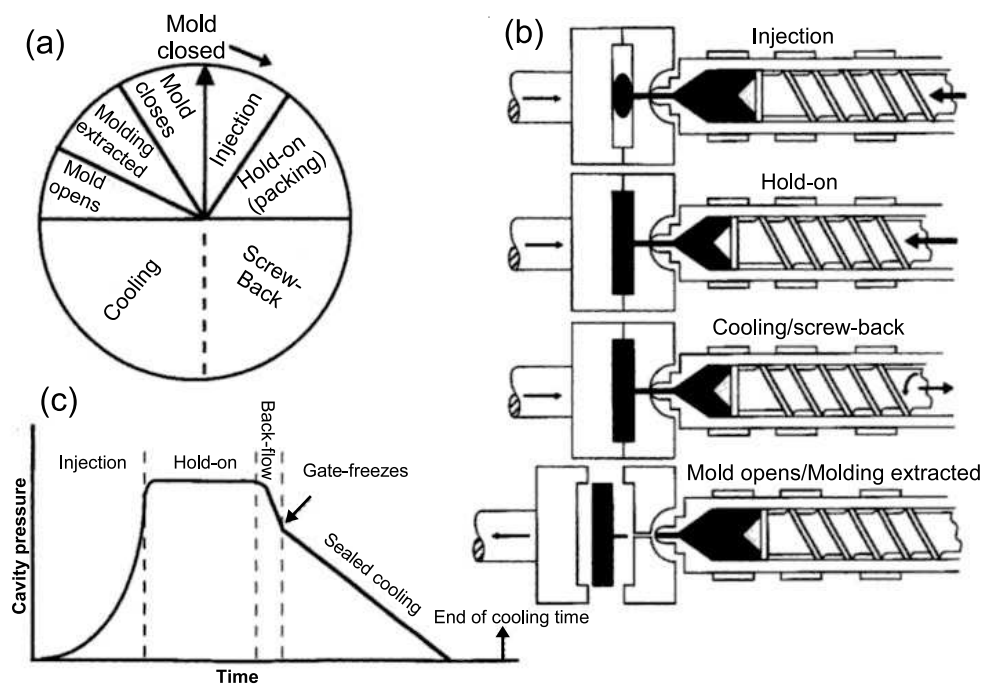 (a)
Mold
closed
Mold
closes
Molding
extracted
Mold
opens
Injection
Hold-on
(packing)
Cooling
Screw-
Back
(b)
Injection
Hold-on
Cooling/screw-back
Mold opens/Molding extracted
(c)
Cavity pressure
Injection
Hold-on
Back-flow
Gate-freezes
Sealed cooling
End of cooling time
Time